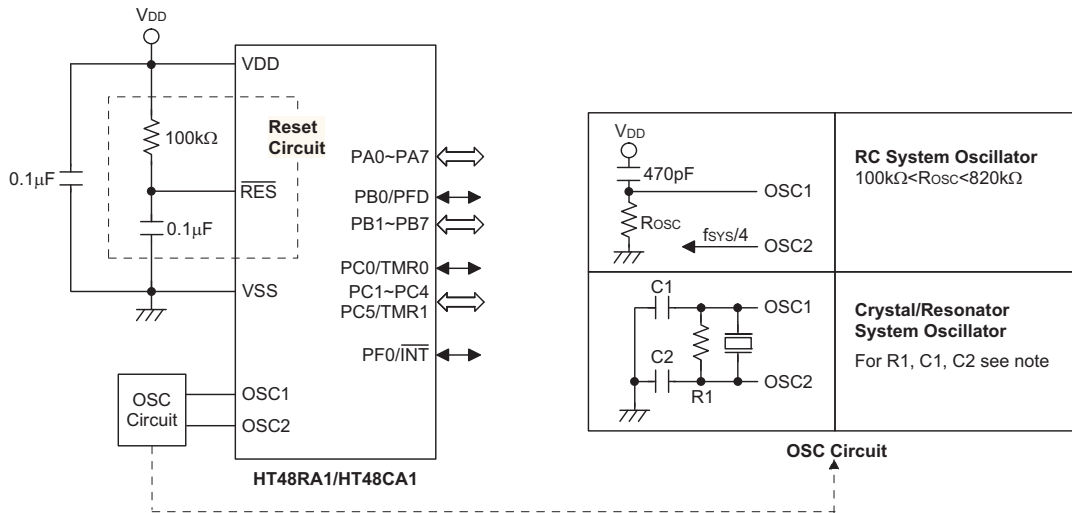 VDD
VDD
100kΩ
Reset
Circuit
0.1μF
RES
0.1μF
VSS
PA0~PA7
PB0/PFD
PB1~PB7
PC0/TMR0
PC1~PC4
PC5/TMR1
PF0/INT
OSC
Circuit
OSC1
OSC2
HT48RA1/HT48CA1
VDD
470pF
OSC1
ROSC
fSYS/4
OSC2
RC System Oscillator
100kΩ<ROSC<820kΩ
C1
OSC1
C2
OSC2
R1
Crystal/Resonator
System Oscillator
For R1, C1, C2 see note
OSC Circuit